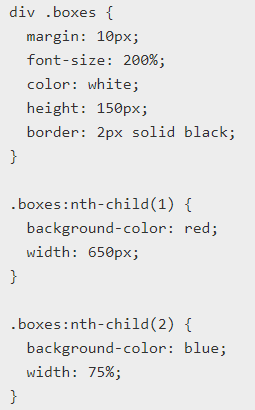 div .boxes {
  margin: 10px;
  font-size: 200%;
  color: white;
  height: 150px;
  border: 2px solid black;
}

.boxes:nth-child(1) {
  background-color: red;
  width: 650px;
}

.boxes:nth-child(2) {
  background-color: blue;
  width: 75%;
}